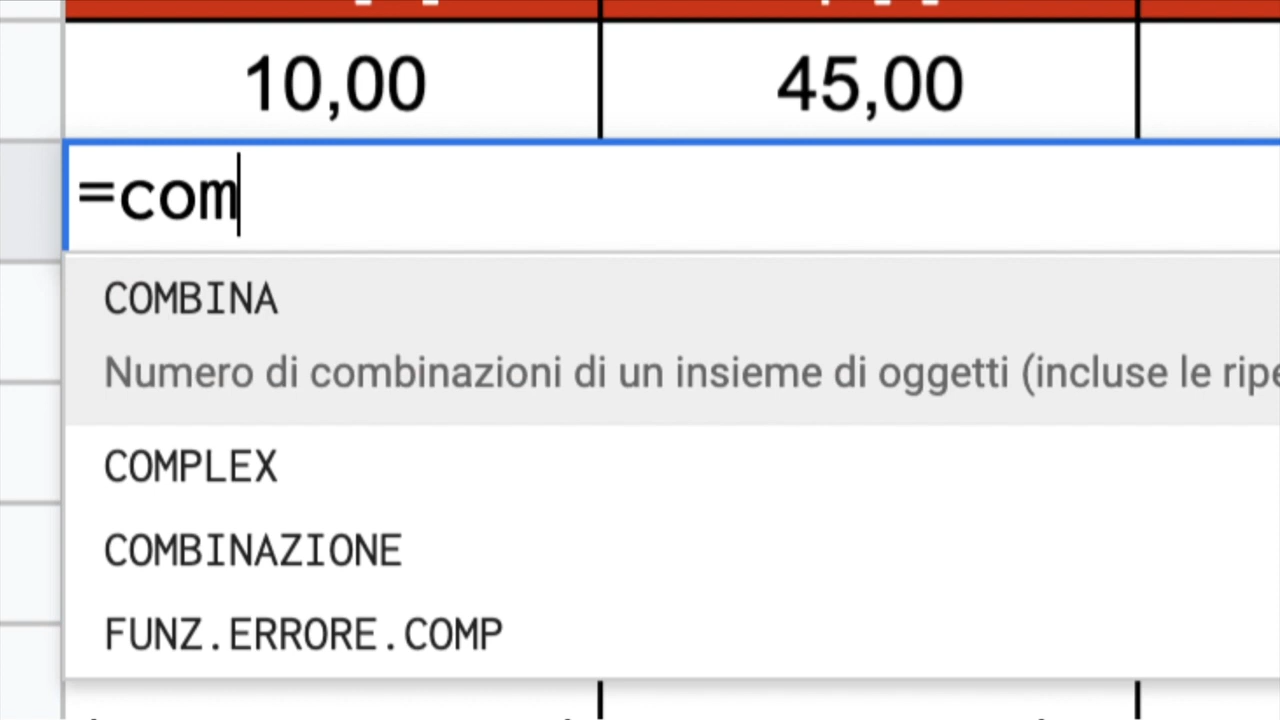 10,00 45,00
=com
COMBINA
Numero di combinazioni di un insieme di oggetti (incluse le
COMPLEX
COMBINAZIONE
FUNZ.ERRORE.COMP